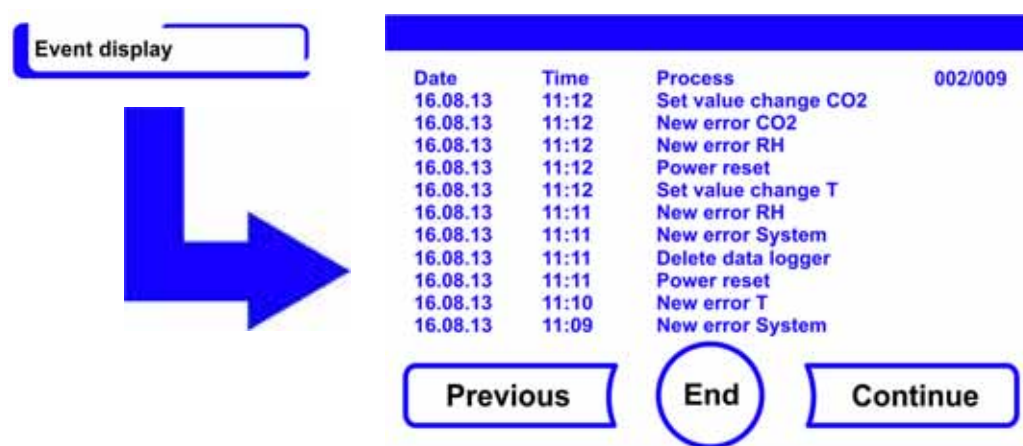 Event display
Date Time Process 002/009
16.08.13 11:12 Set value change CO2
16.08.13 11:12 New error CO2
16.08.13 11:12 New error RH
16.08.13 11:12 Power reset
16.08.13 11:12 Set value change T
16.08.13 11:11 New error RH
16.08.13 11:11 New error System
16.08.13 11:11 Delete data logger
16.08.13 11:11 Power reset
16.08.13 11:10 New error T
16.08.13 11:09 New error System
Previous End Continue